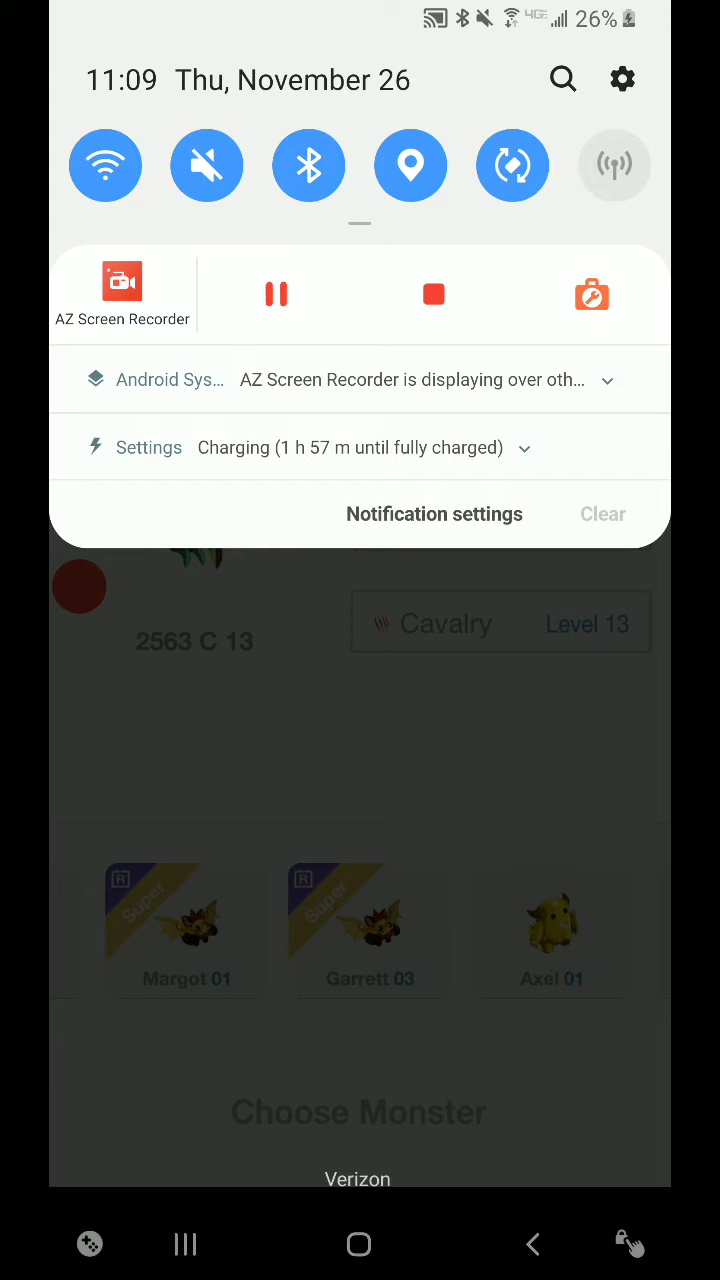 4GE 26%
11:09 Thu, November 26
AZ Screen Recorder
Android Sys... AZ Screen Recorder is displaying over oth...
Settings Charging (1 h 57 m until fully charged)
Notification settings Clear
Cavalry Level 13
2563 C 13
R Super R Super
Margot 01 Garrett 03 Axel 01
Choose Monster
Verizon